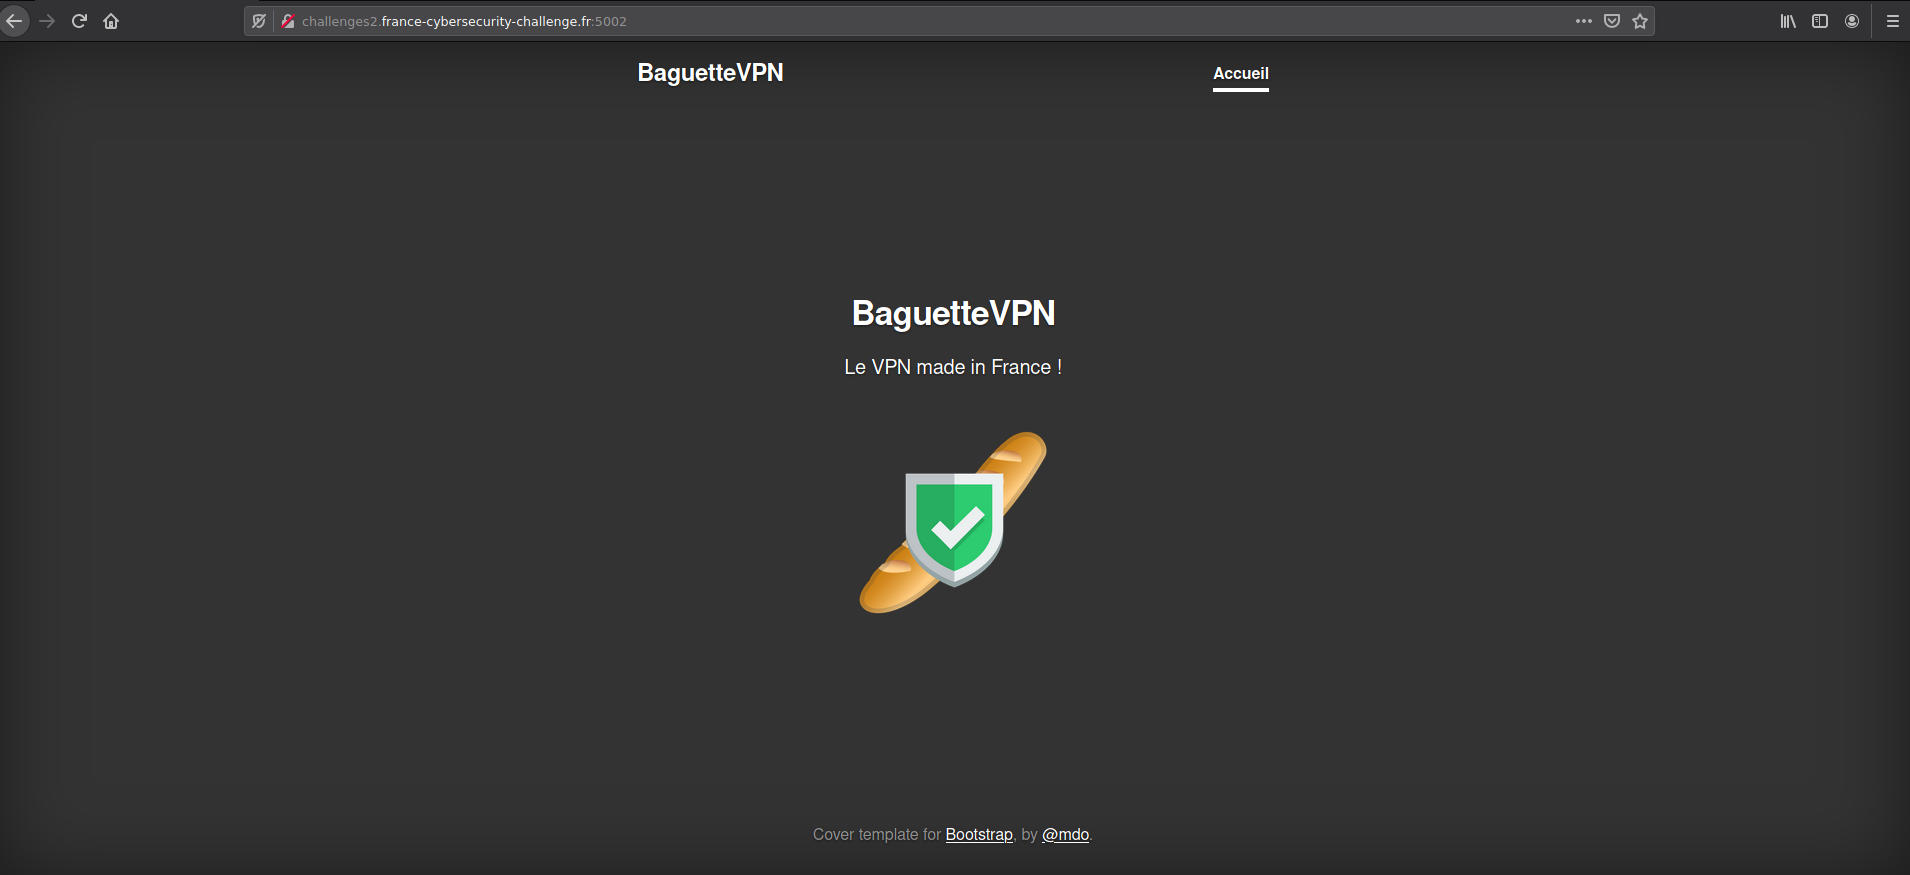 challenges2.france-cybersecurity-challenge.fr:5002
BaguetteVPN
Accueil
BaguetteVPN
Le VPN made in France !
Cover template for Bootstrap, by @mdo.